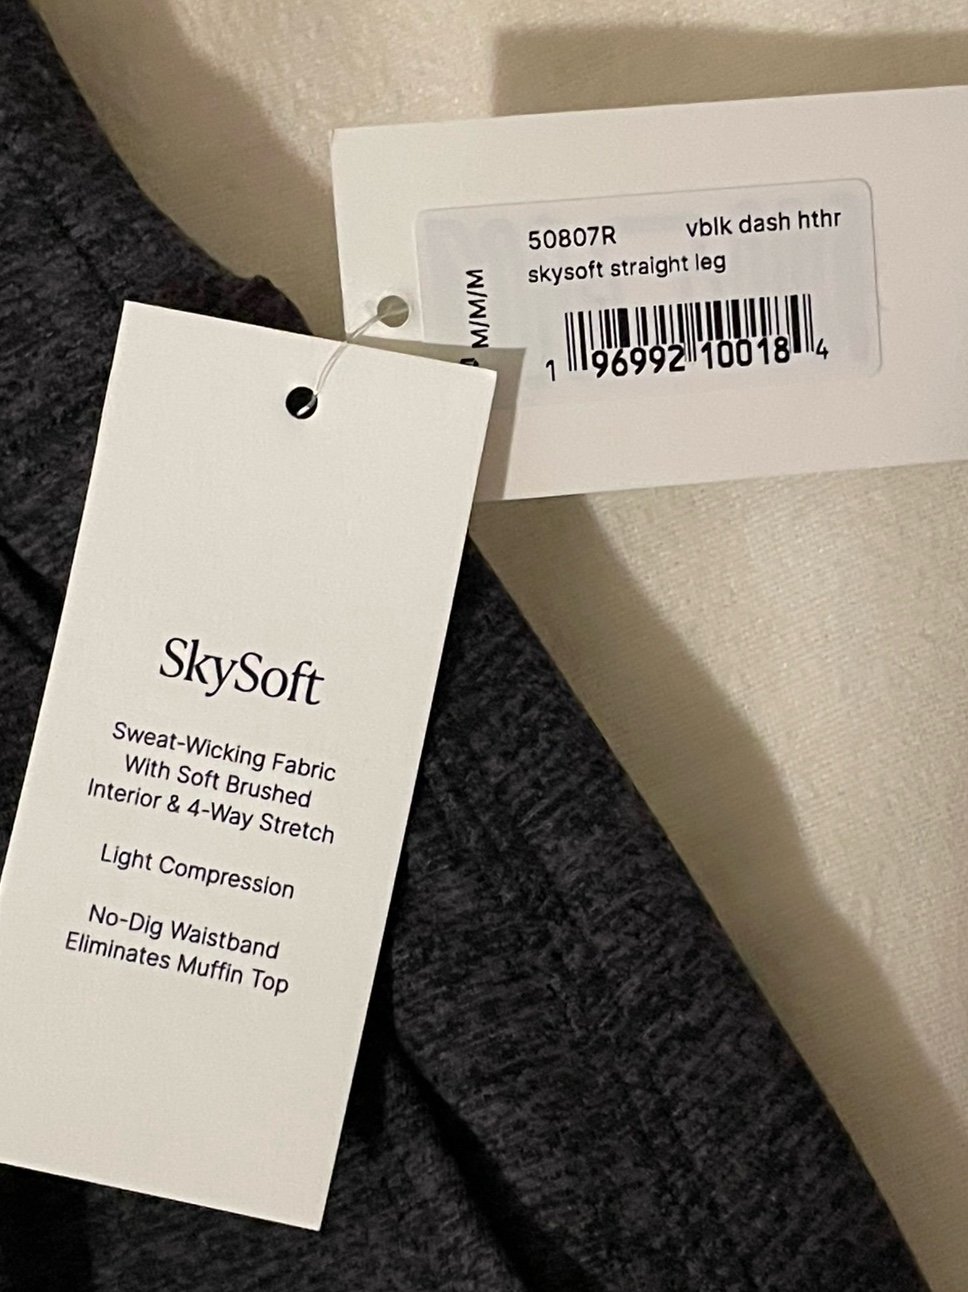 50807R vblk dash hthr
skysoft straight leg
M/M/M
1 96992 10018 4
SkySoft
Sweat-Wicking Fabric
With Soft Brushed
Interior & 4-Way Stretch
Light Compression
No-Dig Waistband
Eliminates Muffin Top